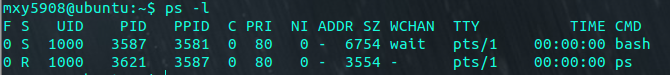 mxy5908@ubuntu:~$ ps -l
F S   UID    PID   PPID  C PRI  NI ADDR SZ WCHAN  TTY          TIME CMD
0 S  1000   3587   3581  0  80   0 -  6754 wait   pts/1    00:00:00 bash
0 R  1000   3621   3587  0  80   0 -  3554 -      pts/1    00:00:00 ps